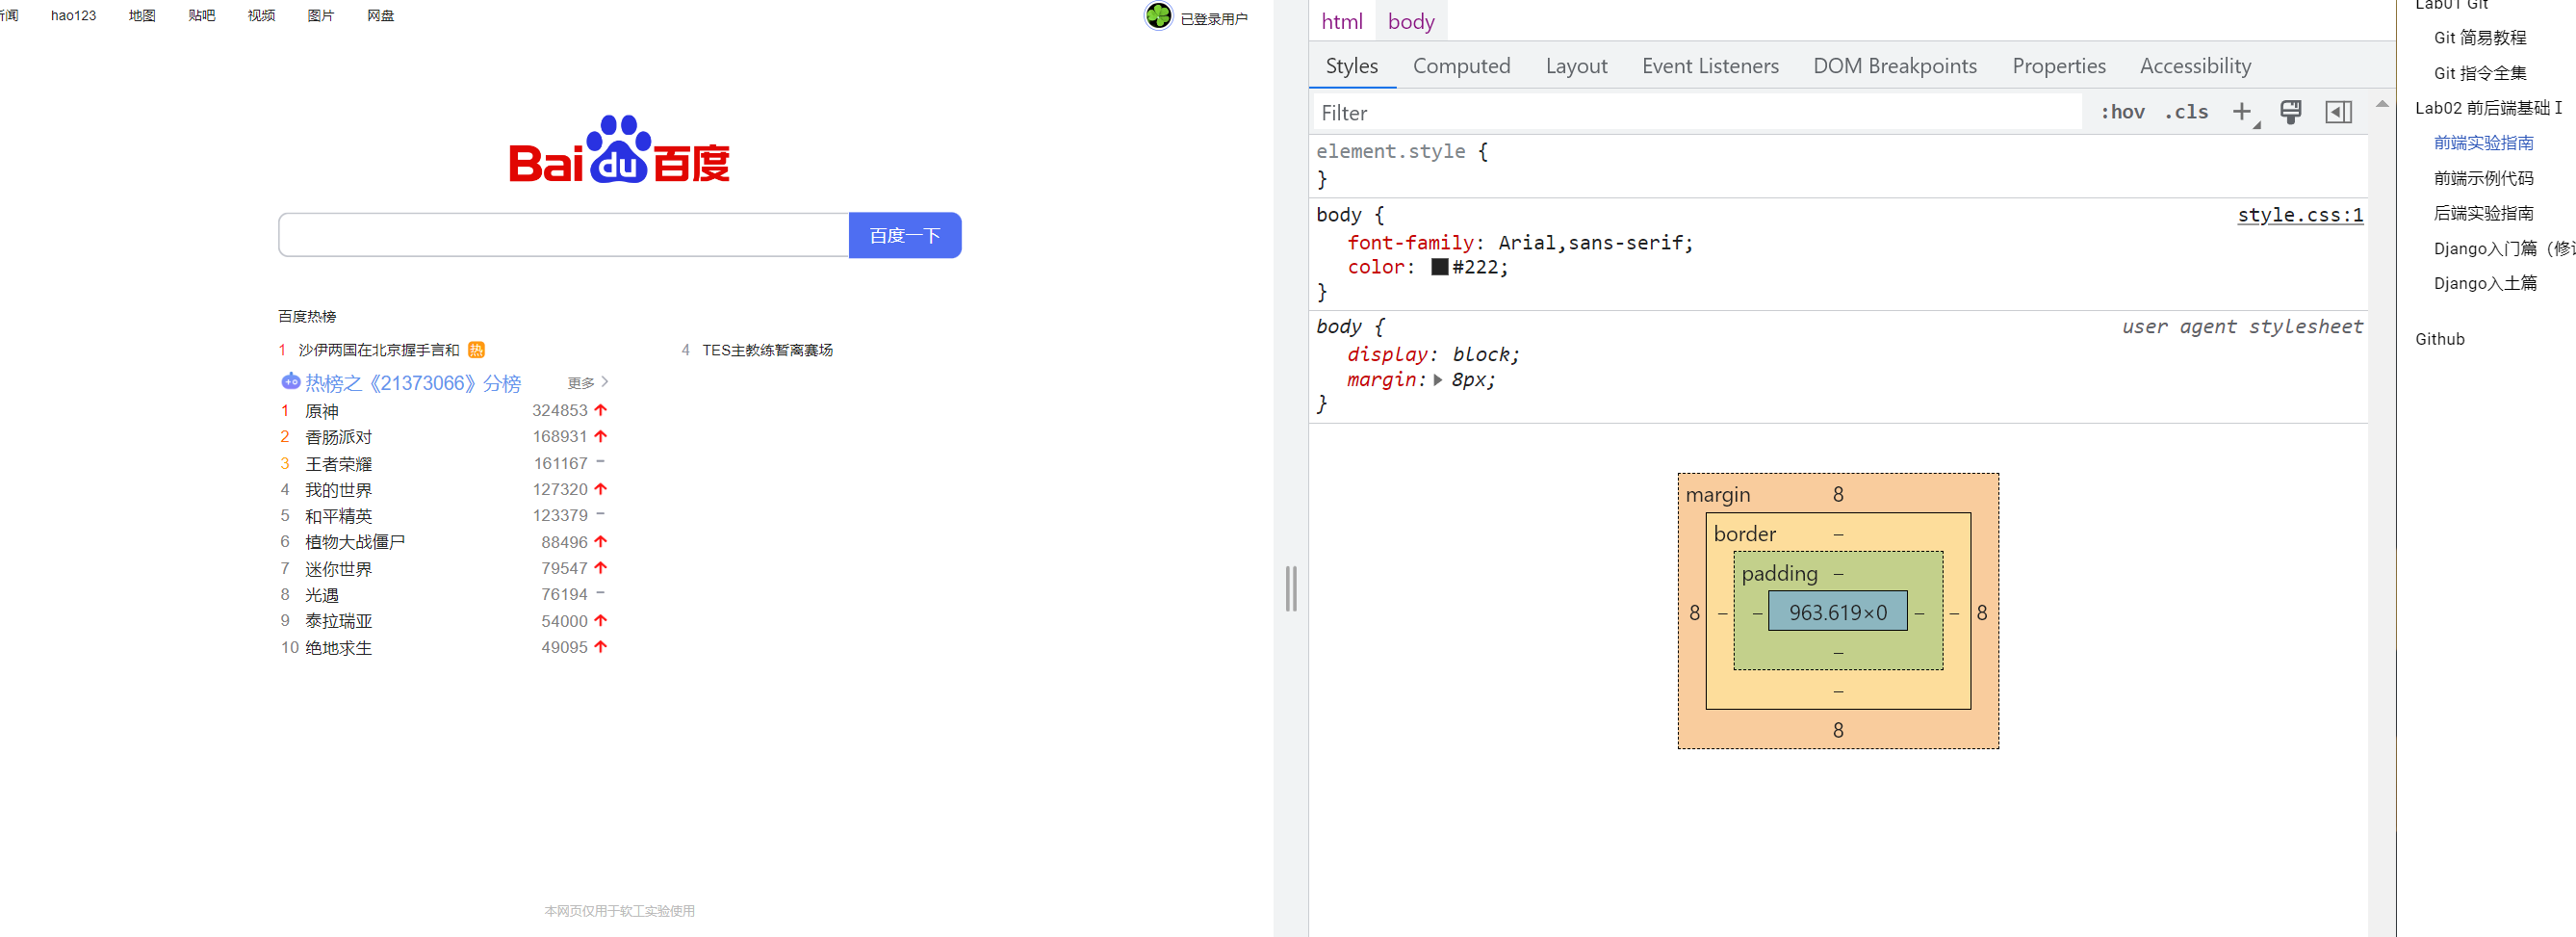 闻 hao123 地图 贴吧 视频 图片 网盘 已登录用户
Bai du 百度
百度一下
百度热榜
1 沙伊两国在北京握手言和 热 4 TES主教练暂离赛场
热榜之《21373066》分榜 更多
1 原神 324853
2 香肠派对 168931
3 王者荣耀 161167 -
4 我的世界 127320
5 和平精英 123379 -
6 植物大战僵尸 88496
7 迷你世界 79547
8 光遇 76194 -
9 泰拉瑞亚 54000
10 绝地求生 49095
本网页仅用于软工实验使用
html body
Styles Computed Layout Event Listeners DOM Breakpoints Properties Accessibility
Filter :hov .cls +
element.style {
}
body { style.css:1
font-family: Arial,sans-serif;
color: #222;
}
body { user agent stylesheet
display: block;
margin: 8px;
}
margin 8
border –
padding –
8 – – 963.619×0 – – 8
–
–
8
Lab01 Git
Git 简易教程
Git 指令全集
Lab02 前后端基础 I
前端实验指南
前端示例代码
后端实验指南
Django入门篇（修
Django入土篇
Github